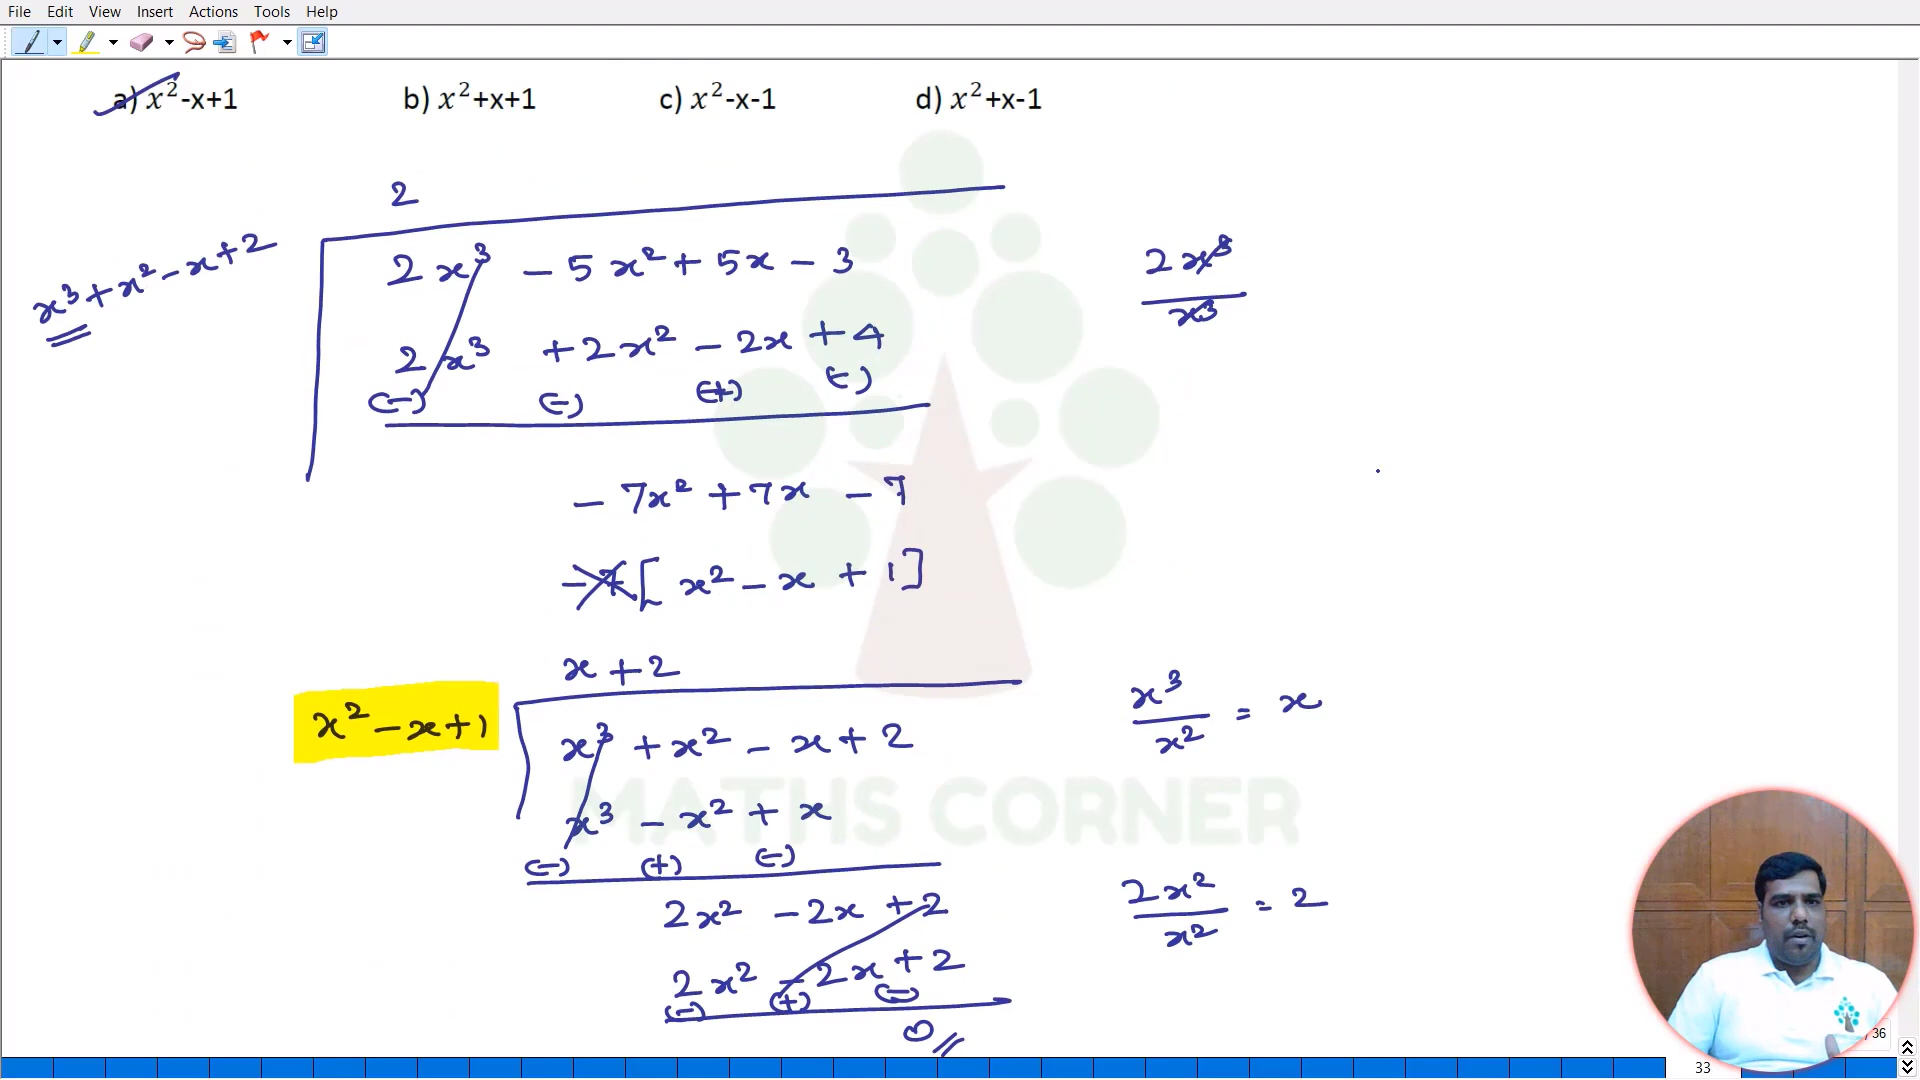 File Edit View Insert Actions Tools Help
a) x²-x+1 b) x²+x+1 c) x²-x-1 d) x²+x-1
2
x³+x²-x+2
2x³ - 5x² + 5x - 3
2x³ + 2x² - 2x + 4
(-) (-) (+) (-)
2x³
x³
- 7x² + 7x - 7
-7[x² - x + 1]
x + 2
x² - x + 1
x³ + x² - x + 2
x³ - x² + x
(-) (+) (-)
x³
x²
= x
MATHS CORNER
2x² - 2x + 2
2x² - 2x + 2
(-) (+) (-)
0
2x²
x²
= 2
36
33